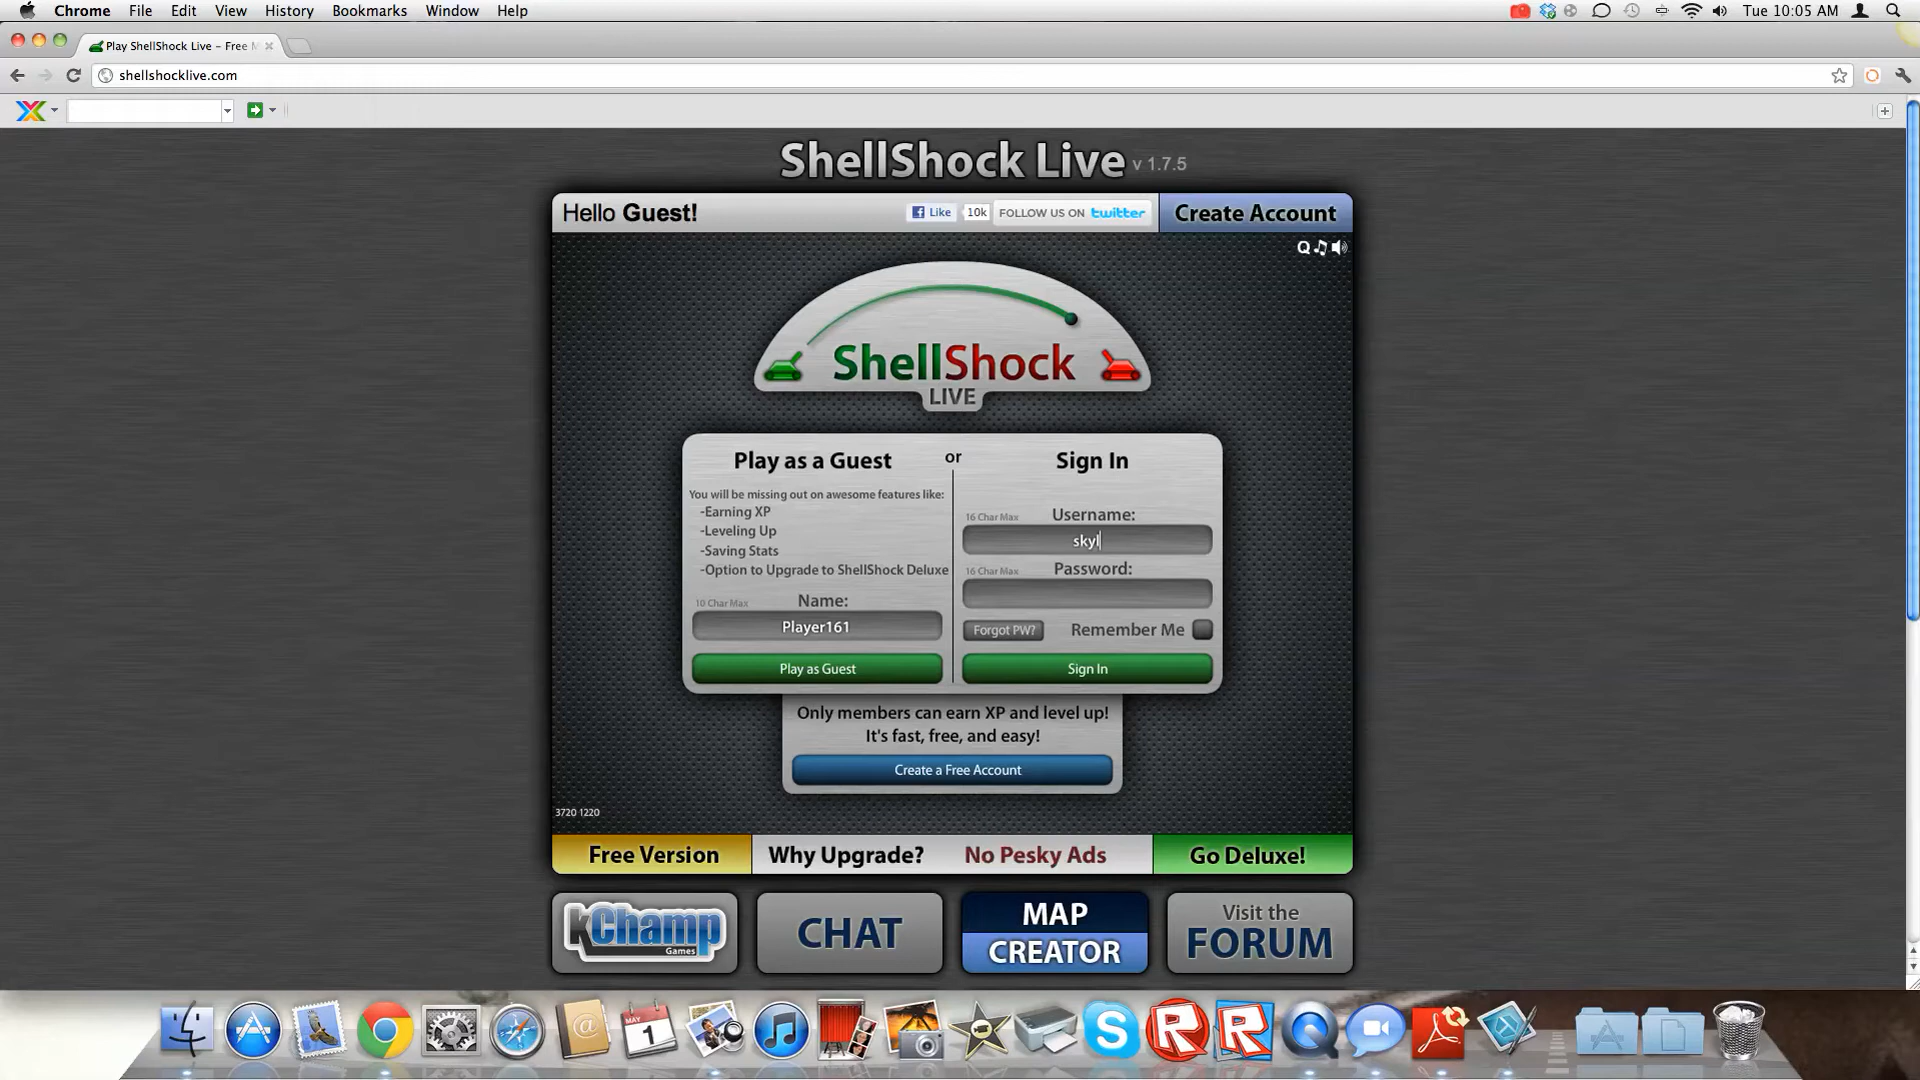 Chrome File Edit View History Bookmarks Window Help Tue 10:05 AM
Play ShellShock Live – Free M
shellshocklive.com
ShellShock Live v 1.7.5
Hello Guest! Like 10k FOLLOW US ON twitter Create Account
Q
ShellShock
LIVE
Play as a Guest or Sign In
You will be missing out on awesome features like:
-Earning XP
-Leveling Up
-Saving Stats
-Option to Upgrade to ShellShock Deluxe
10 Char Max Name:
Player161
Play as Guest
16 Char Max Username:
skyl
16 Char Max Password:
Forgot PW? Remember Me
Sign In
Only members can earn XP and level up!
It's fast, free, and easy!
Create a Free Account
3720 1220
Free Version Why Upgrade? No Pesky Ads Go Deluxe!
kChamp
Games
CHAT
MAP
CREATOR
Visit the
FORUM
MAY
1